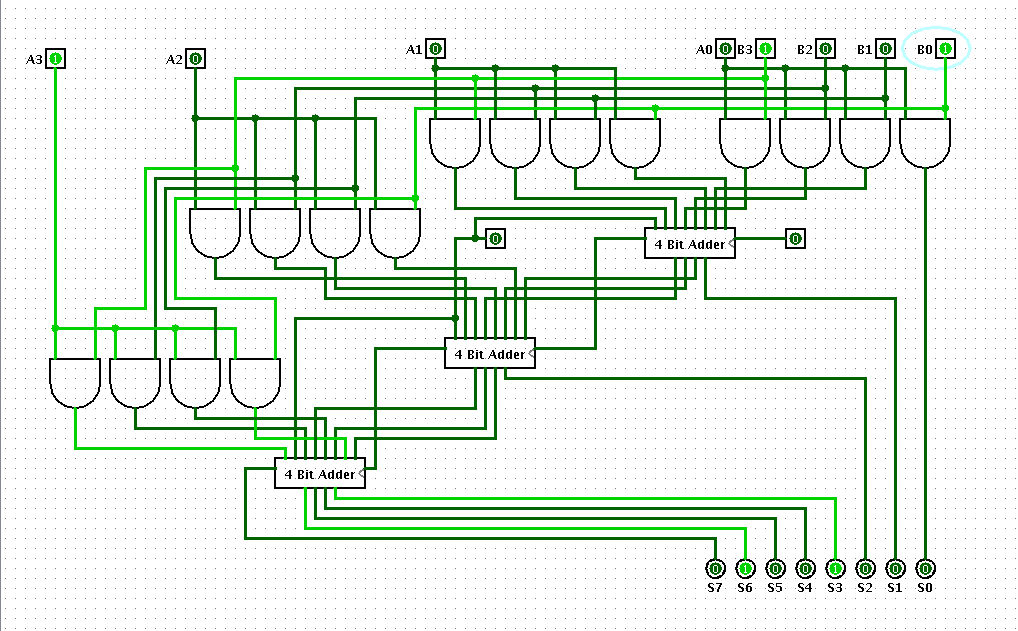 A3 1 A2 0 A1 0 A0 0 B3 1 B2 0 B1 0 B0 1
0 4 Bit Adder 0
4 Bit Adder
4 Bit Adder
0 1 0 0 1 0 0 0
S7 S6 S5 S4 S3 S2 S1 S0